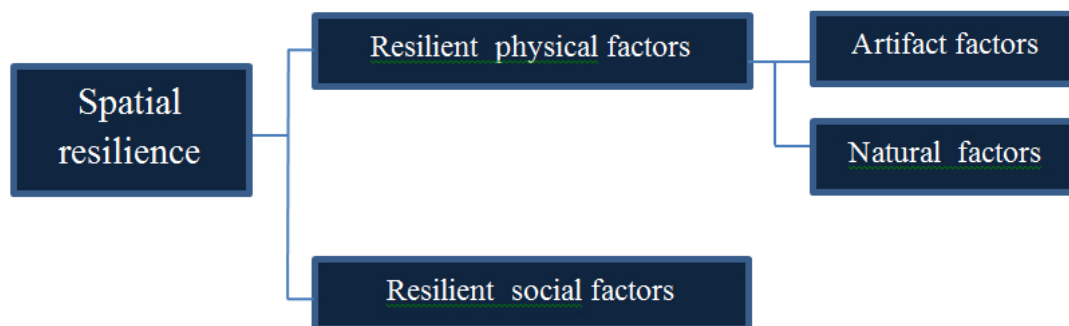 Spatial
resilience
Resilient physical factors
Artifact factors
Natural factors
Resilient social factors